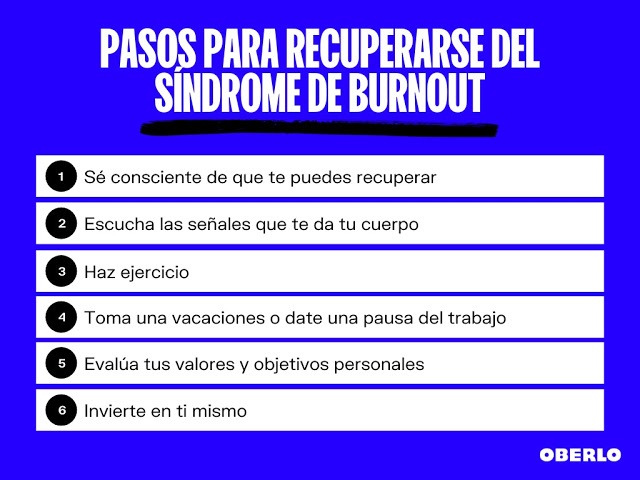 PASOS PARA RECUPERARSE DEL
SÍNDROME DE BURNOUT
1 Sé consciente de que te puedes recuperar
2 Escucha las señales que te da tu cuerpo
3 Haz ejercicio
4 Toma una vacaciones o date una pausa del trabajo
5 Evalúa tus valores y objetivos personales
6 Invierte en ti mismo
OBERLO